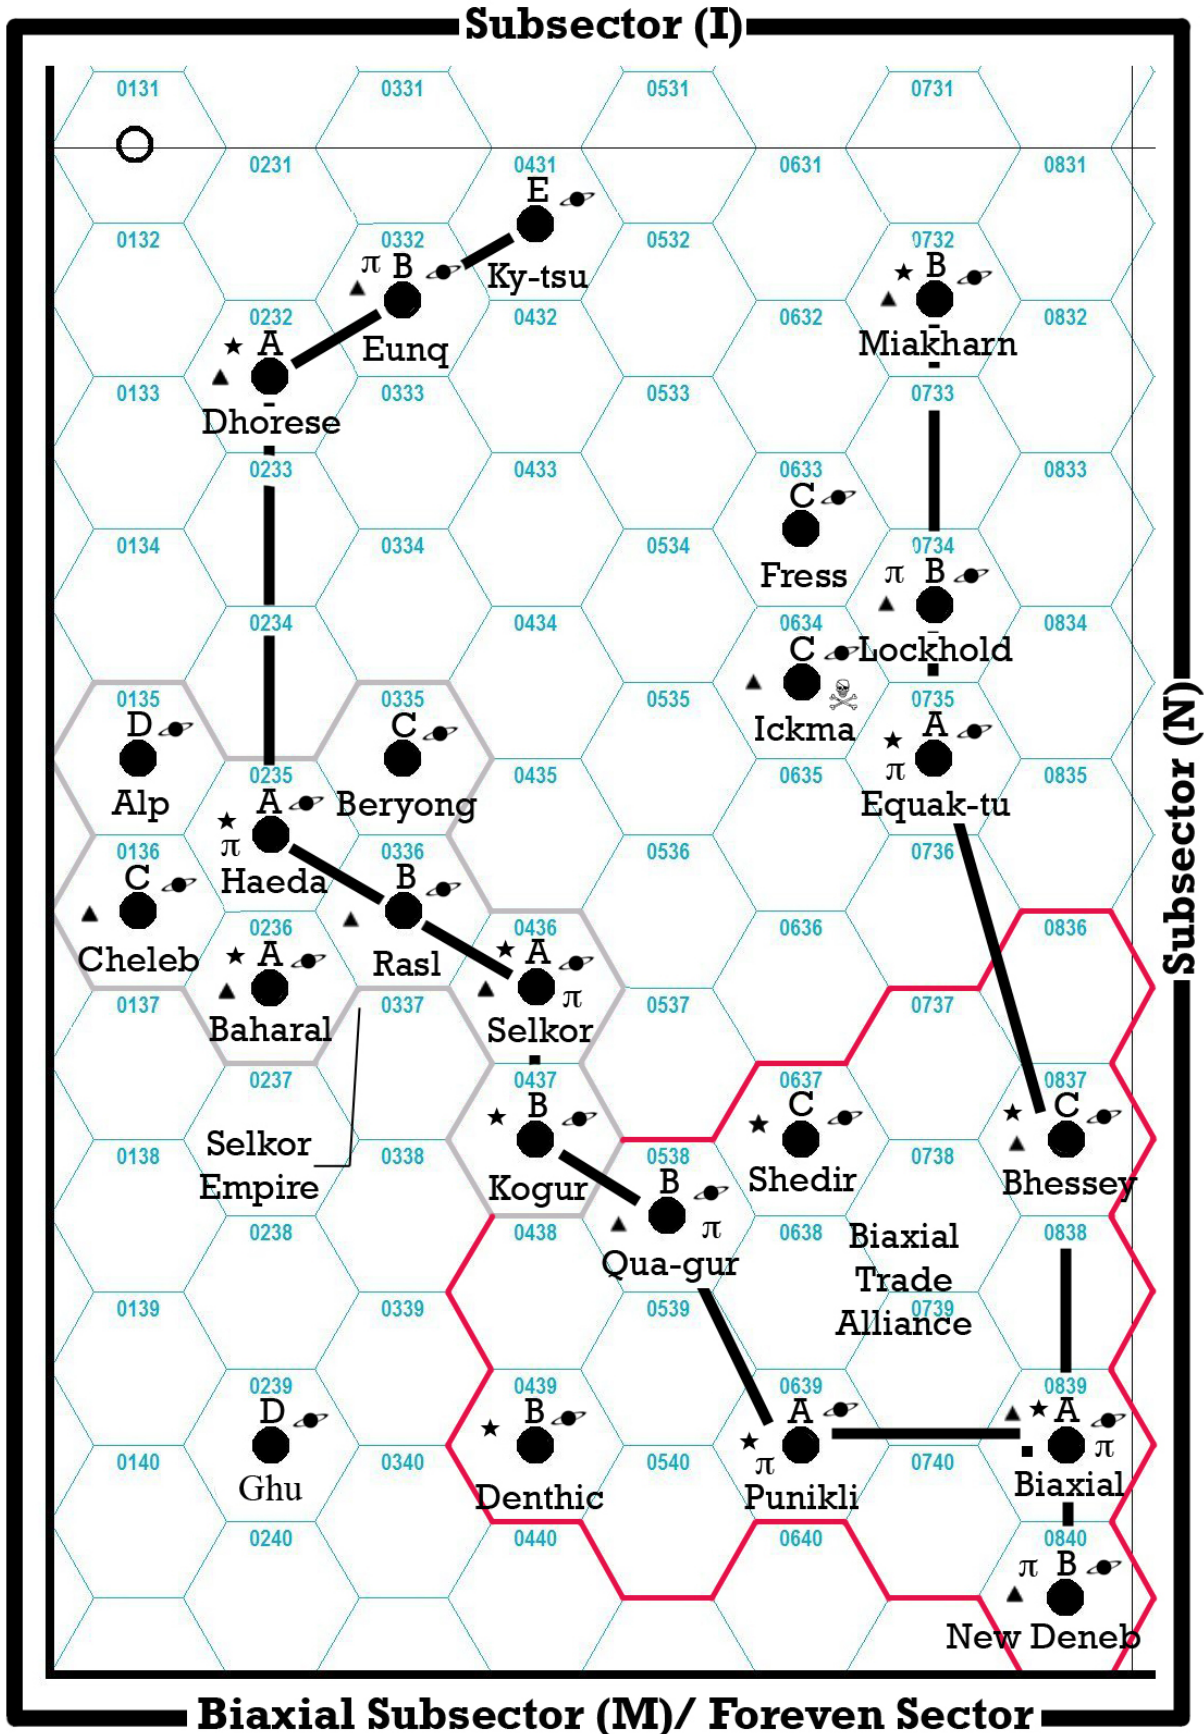 Subsector (I)
0131
0331
0531
0731
0231
0431
0631
0831
E
Ky-tsu
0132
0332
0532
0732
π B
Eunq
B
Miakharn
0232
0432
0632
0832
A
Dhorese
0133
0333
0533
0733
0233
0433
0633
0833
C
Fress
0134
0334
0534
0734
π B
Lockhold
0234
0434
0634
0834
C
Ickma
0135
0335
0535
0735
D
Alp
C
Beryong
A
π
Equak-tu
0235
0435
0635
0835
A
π
Haeda
0136
0336
0536
0736
C
Cheleb
B
Rasl
0236
0436
0636
0836
A
Baharal
A
π
Selkor
0137
0337
0537
0737
0237
0437
0637
0837
Selkor
Empire
B
Kogur
C
Shedir
C
Bhessey
0138
0338
0538
0738
B
π
Qua-gur
0238
0438
0638
0838
Biaxial
Trade
Alliance
0139
0339
0539
0739
0239
0439
0639
0839
D
Ghu
B
Denthic
A
π
Punikli
A
π
Biaxial
0140
0340
0540
0740
0240
0440
0640
0840
π B
New Deneb
Subsector (N)
Biaxial Subsector (M)/ Foreven Sector